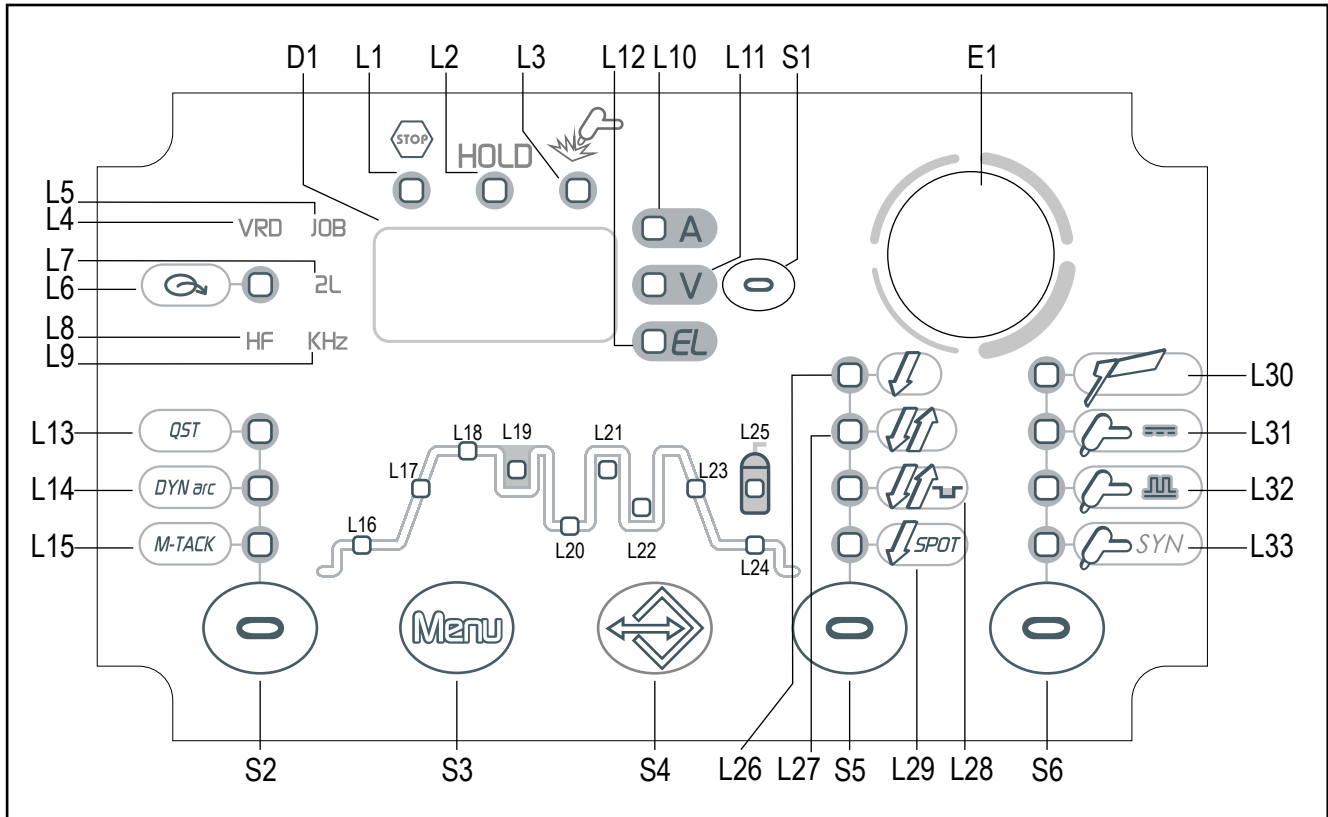 D1 L1 L2 L3 L12 L10 L11 S1 E1
STOP
HOLD
L5
L4
VRD JOB
A
L7
L6
2L
V
L8
L9
HF KHz
EL
L30
L13
QST
L18 L19 L21 L25
L31
L14
DYN arc
L17
L23
L32
L15
M-TACK
L16
L20
L22
L24
SPOT
SYN
L33
Menu
S2 S3 S4 L26 L27 S5 L29 L28 S6